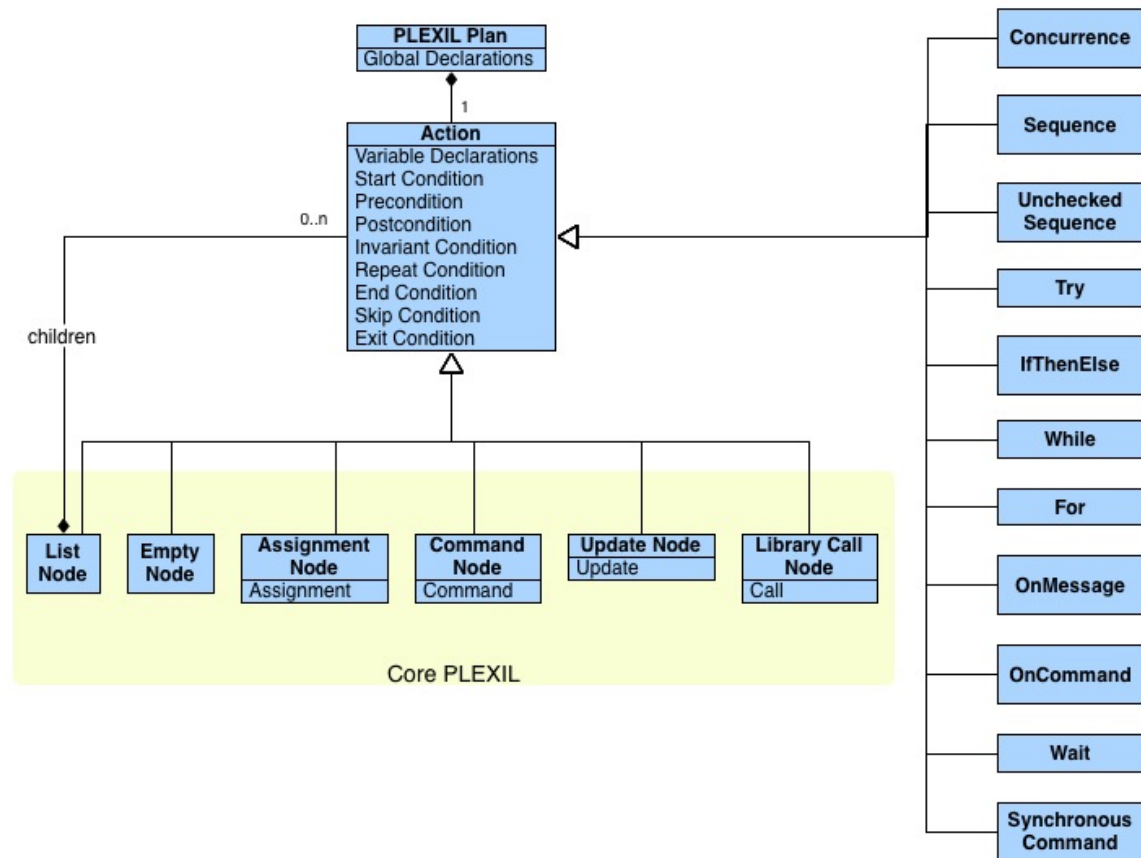 PLEXIL Plan
Global Declarations
1
Action
Variable Declarations
Start Condition
Precondition
Postcondition
Invariant Condition
Repeat Condition
End Condition
Skip Condition
Exit Condition
0..n
children
List
Node
Empty
Node
Assignment
Node
Assignment
Command
Node
Command
Update Node
Update
Library Call
Node
Call
Core PLEXIL
Concurrence
Sequence
Unchecked
Sequence
Try
IfThenElse
While
For
OnMessage
OnCommand
Wait
Synchronous
Command